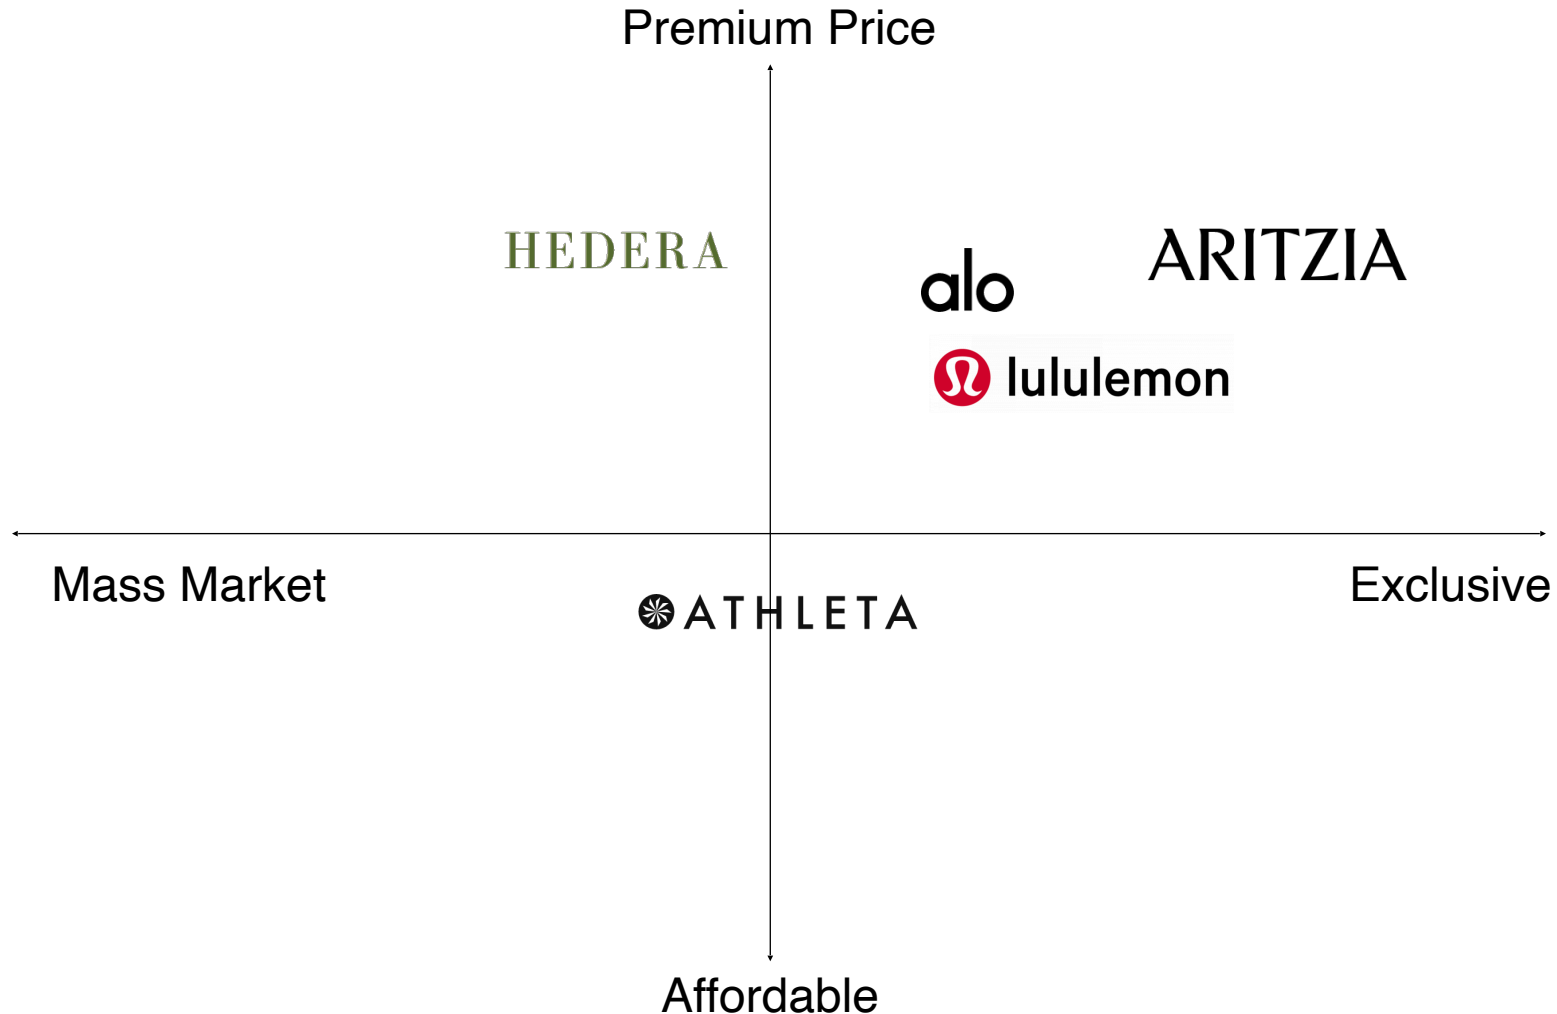 Premium Price
HEDERA
alo
ARITZIA
lululemon
Mass Market
Exclusive
ATHLETA
Affordable